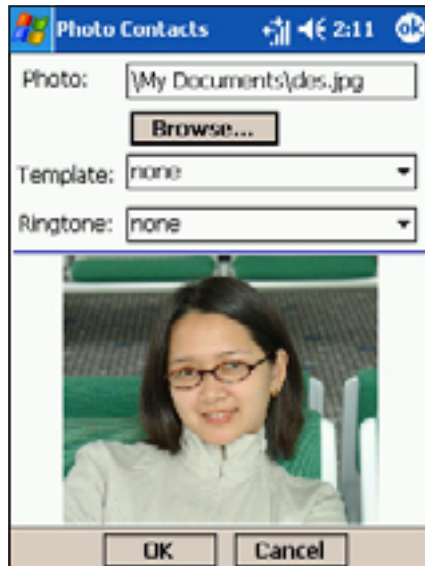 Photo Contacts 2:11 ok
Photo: \My Documents\des.jpg
Browse...
Template: none
Ringtone: none
OK Cancel